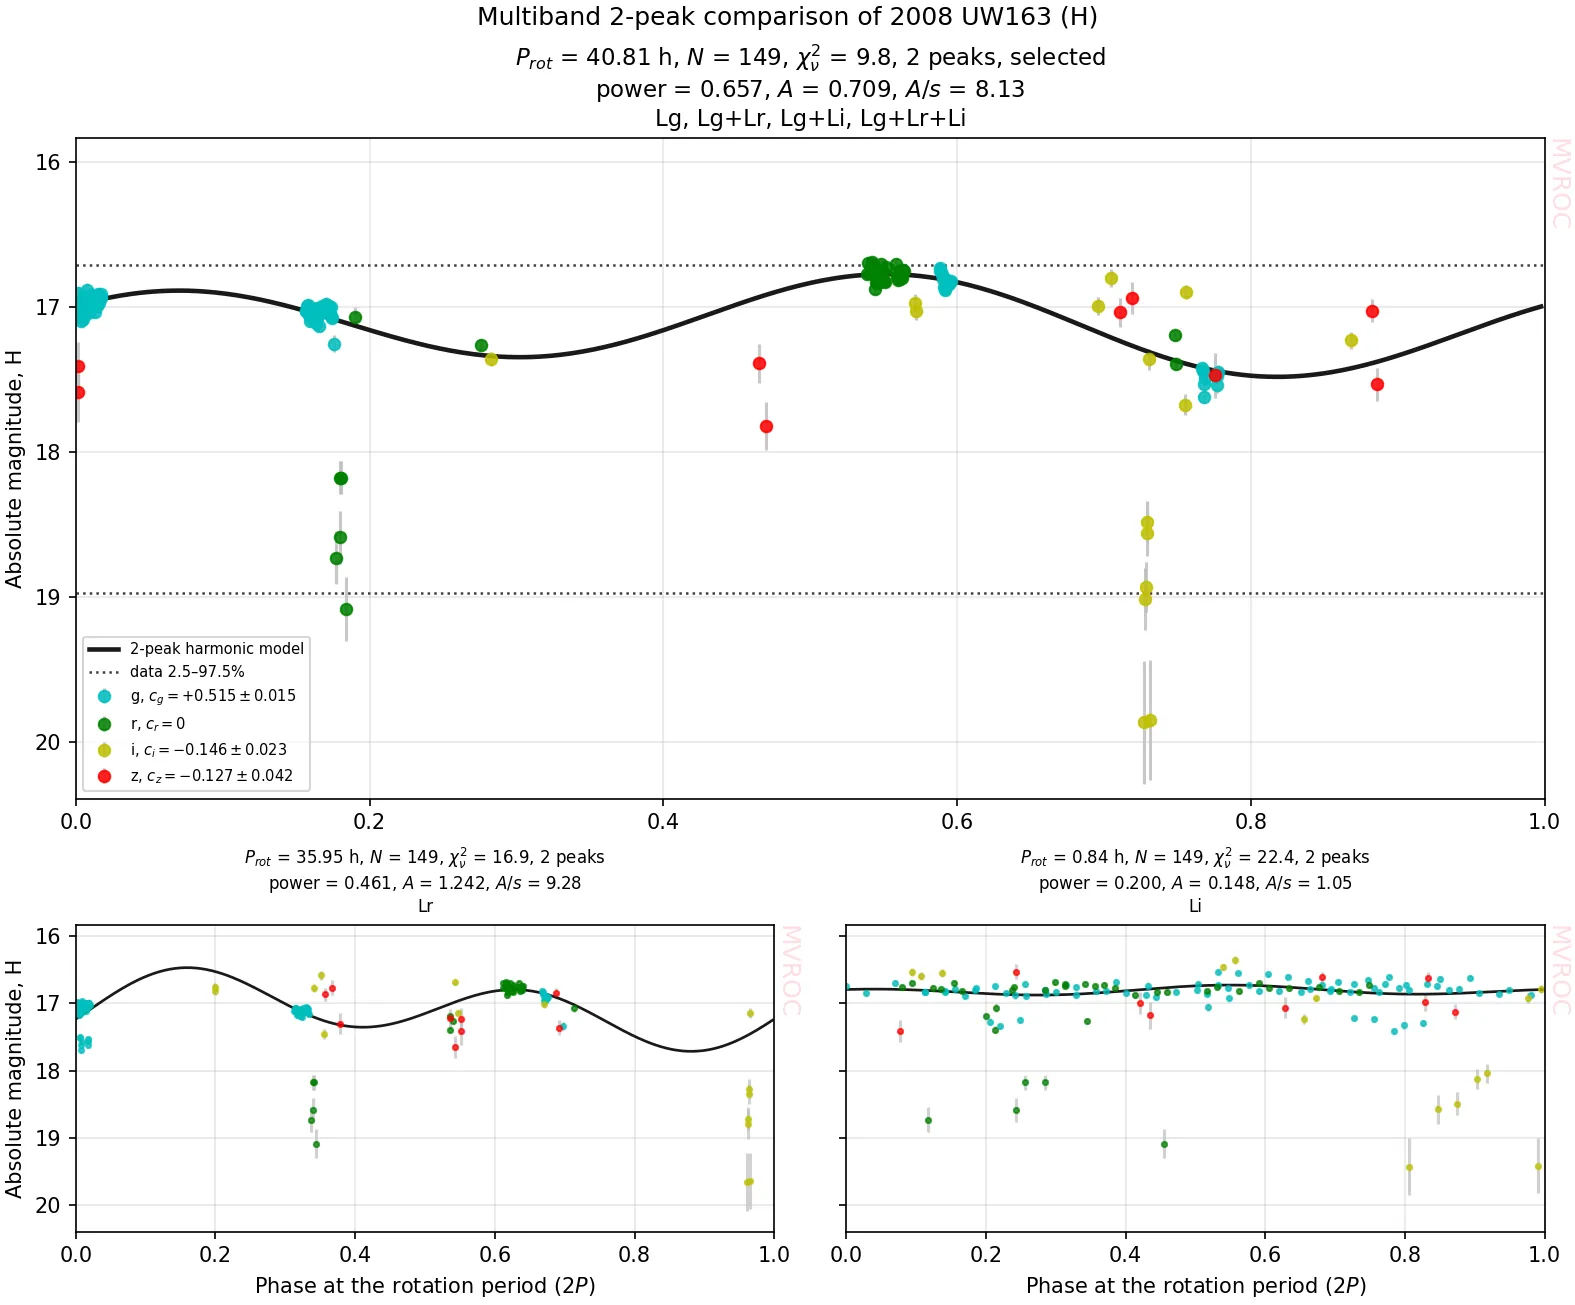 Multiband 2-peak comparison of 2008 UW163 (H)
P_rot = 40.81 h, N = 149, χ²_ν = 9.8, 2 peaks, selected
power = 0.657, A = 0.709, A/s = 8.13
Lg, Lg+Lr, Lg+Li, Lg+Lr+Li
16
17
18
19
20
Absolute magnitude, H
MVROC
2-peak harmonic model
data 2.5–97.5%
g, c_g = +0.515 ± 0.015
r, c_r = 0
i, c_i = −0.146 ± 0.023
z, c_z = −0.127 ± 0.042
0.0 0.2 0.4 0.6 0.8 1.0
P_rot = 35.95 h, N = 149, χ²_ν = 16.9, 2 peaks
power = 0.461, A = 1.242, A/s = 9.28
Lr
16
17
18
19
20
Absolute magnitude, H
MVROC
0.0 0.2 0.4 0.6 0.8 1.0
Phase at the rotation period (2P)
P_rot = 0.84 h, N = 149, χ²_ν = 22.4, 2 peaks
power = 0.200, A = 0.148, A/s = 1.05
Li
MVROC
0.0 0.2 0.4 0.6 0.8 1.0
Phase at the rotation period (2P)